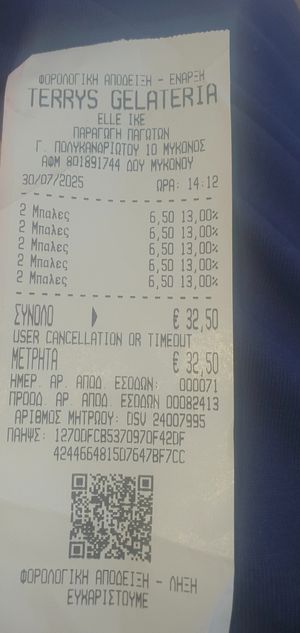 ΦΟΡΟΛΟΓΙΚΗ ΑΠΟΔΕΙΞΗ - ΕΝΑΡΞΗ
TERRYS GELATERIA
ELLE IKE
ΠΑΡΑΓΩΓΗ ΠΑΓΩΤΩΝ
Γ. ΠΟΛΥΚΑΝΔΡΙΩΤΟΥ 10 ΜΥΚΟΝΟΣ
ΑΦΜ 801891744 ΔΟΥ ΜΥΚΟΝΟΥ
30/07/2025 ΩΡΑ: 14:12
2 Μπαλες 6,50 13,00%
2 Μπαλες 6,50 13,00%
2 Μπαλες 6,50 13,00%
2 Μπαλες 6,50 13,00%
2 Μπαλες 6,50 13,00%
ΣΥΝΟΛΟ € 32,50
USER CANCELLATION OR TIMEOUT
ΜΕΤΡΗΤΑ € 32,50
ΗΜΕΡ. ΑΡ. ΑΠΟΔ. ΕΣΟΔΩΝ: 000071
ΠΡΟΟΔ. ΑΡ. ΑΠΟΔ. ΕΣΟΔΩΝ 00082413
ΑΡΙΘΜΟΣ ΜΗΤΡΩΟΥ: DSV 24007995
ΠΑΗΨΣ: 1270DFCB5370970F42DF
4244664815D7647BF7CC
ΦΟΡΟΛΟΓΙΚΗ ΑΠΟΔΕΙΞΗ - ΛΗΞΗ
ΕΥΧΑΡΙΣΤΟΥΜΕ